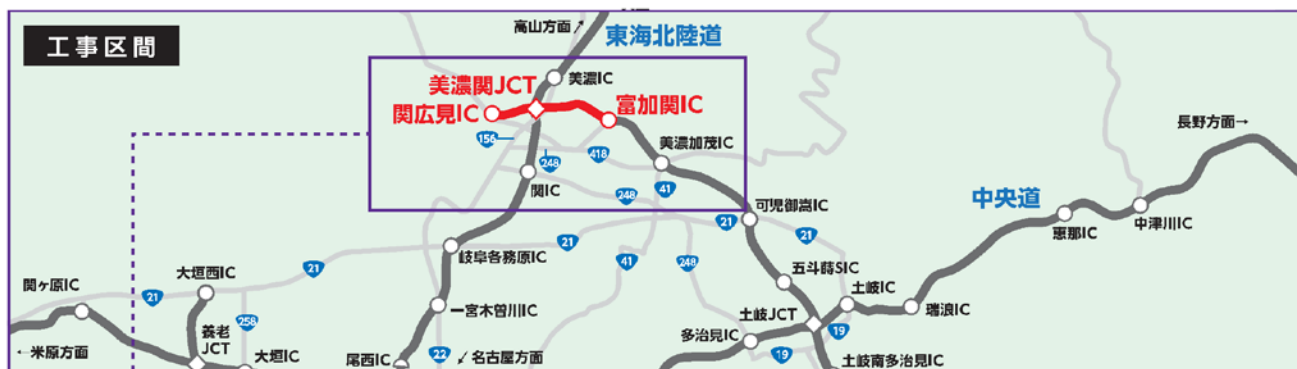 工事区間
高山方面↗
東海北陸道
美濃関JCT
美濃IC
関広見IC
富加関IC
長野方面→
156
248
418
美濃加茂IC
41
関IC
248
中央道
可児御嵩IC
21
21
恵那IC
中津川IC
岐阜各務原IC
21
41
248
大垣西IC
21
五斗蒔SIC
関ヶ原IC
21
土岐IC
一宮木曽川IC
瑞浪IC
258
養老
JCT
土岐JCT
多治見IC
19
←米原方面
大垣IC
尾西IC
22
↙名古屋方面
19
土岐南多治見IC